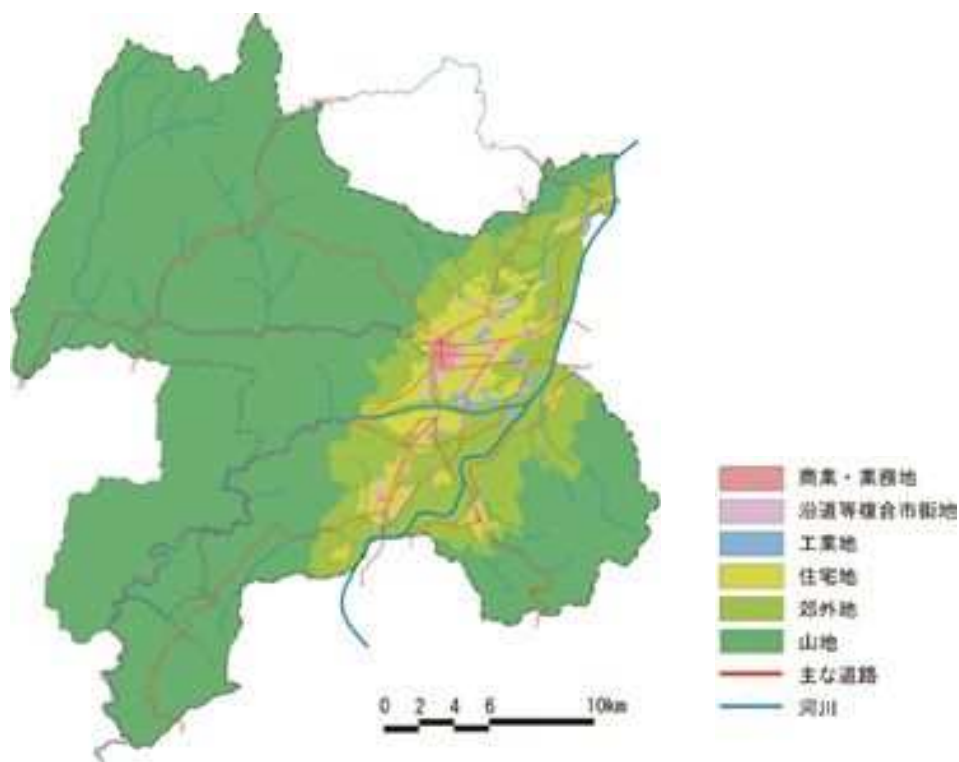 商業・業務地
沿道等複合市街地
工業地
住宅地
郊外地
山地
主な道路
河川
0 2 4 6 10km